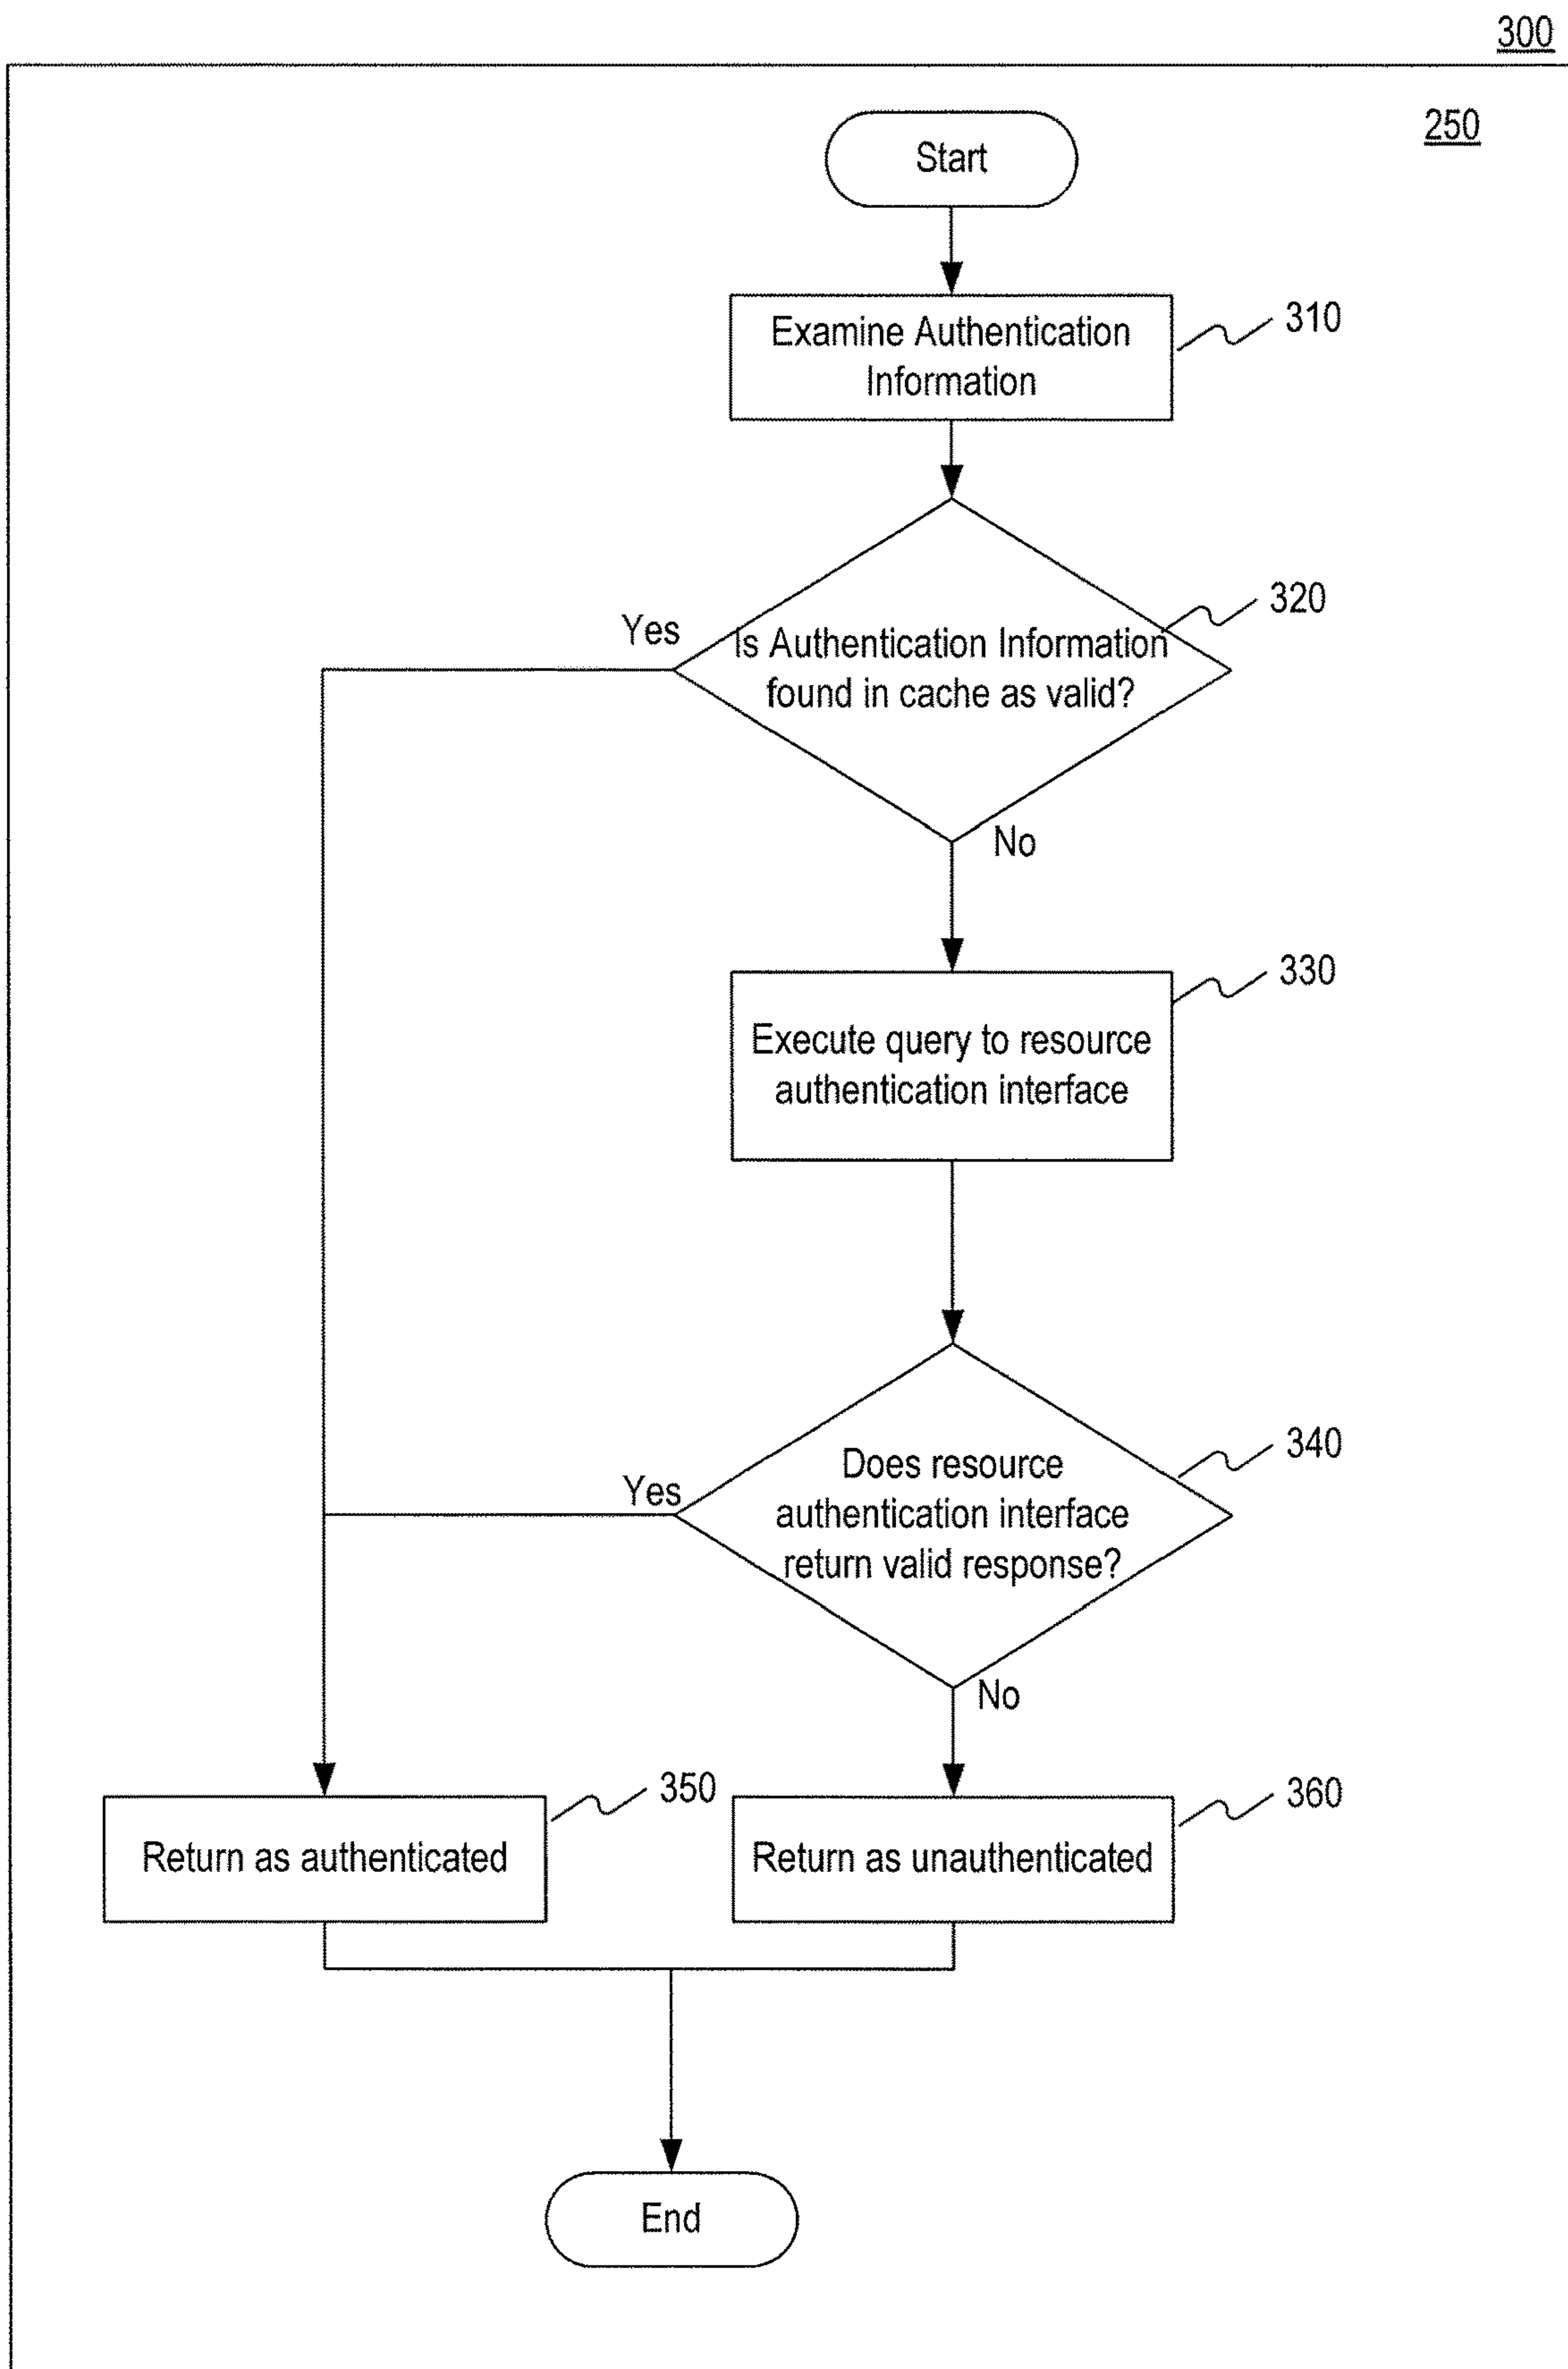 300
250
Start
Examine Authentication
Information
310
320
Yes
Is Authentication Information
found in cache as valid?
No
330
Execute query to resource
authentication interface
340
Yes
Does resource
authentication interface
return valid response?
No
350
360
Return as authenticated
Return as unauthenticated
End